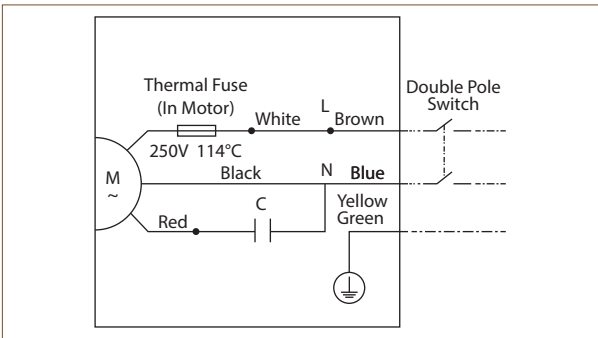 Thermal Fuse
(In Motor)
Double Pole
Switch
L
White
Brown
250V 114°C
M
~
Black
N
Blue
Yellow
Green
C
Red